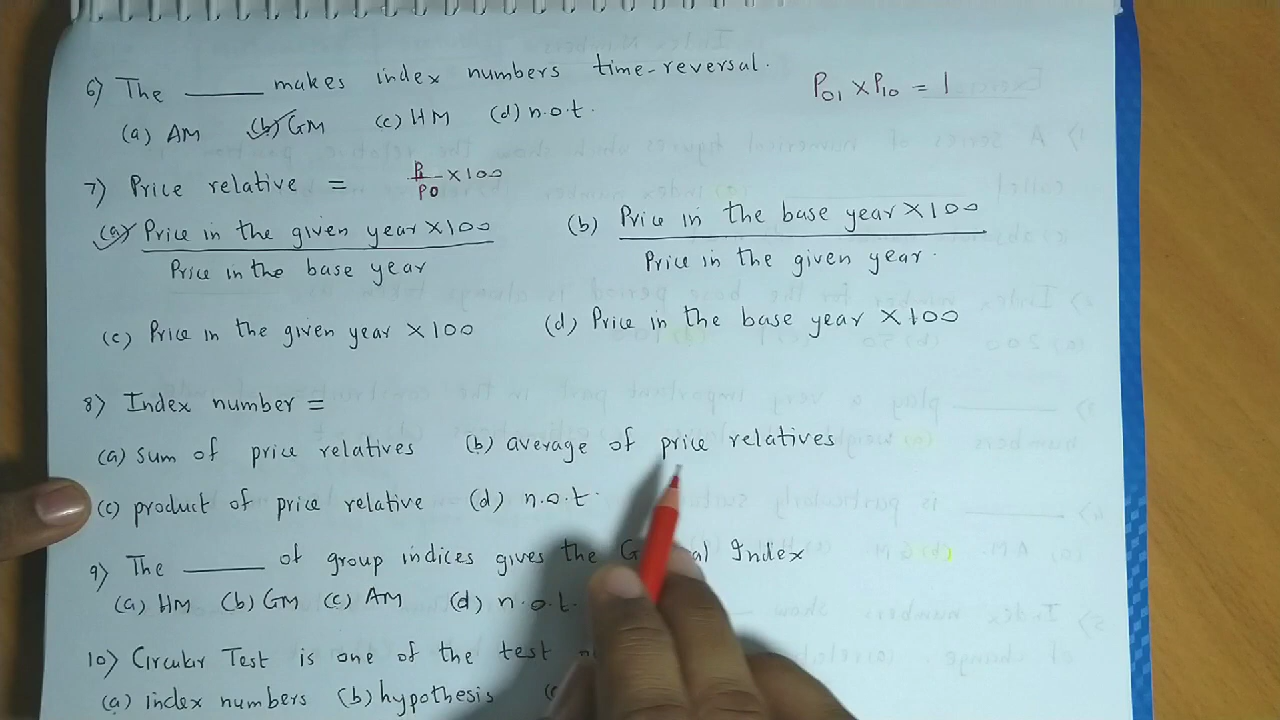 6) The ______ makes index numbers time-reversal.
P01 × P10 = 1
(a) AM (b) GM (c) HM (d) n.o.t.
7) Price relative = P1/P0 × 100
(a) Price in the given year × 100 (b) Price in the base year × 100
Price in the base year Price in the given year.
(c) Price in the given year × 100 (d) Price in the base year × 100
8) Index number =
(a) sum of price relatives (b) average of price relatives
(c) product of price relative (d) n.o.t.
9) The ______ of group indices gives the Index
(a) HM (b) GM (c) AM (d) n.o.t.
10) Circular Test is one of the test
(a) index numbers (b) hypothesis